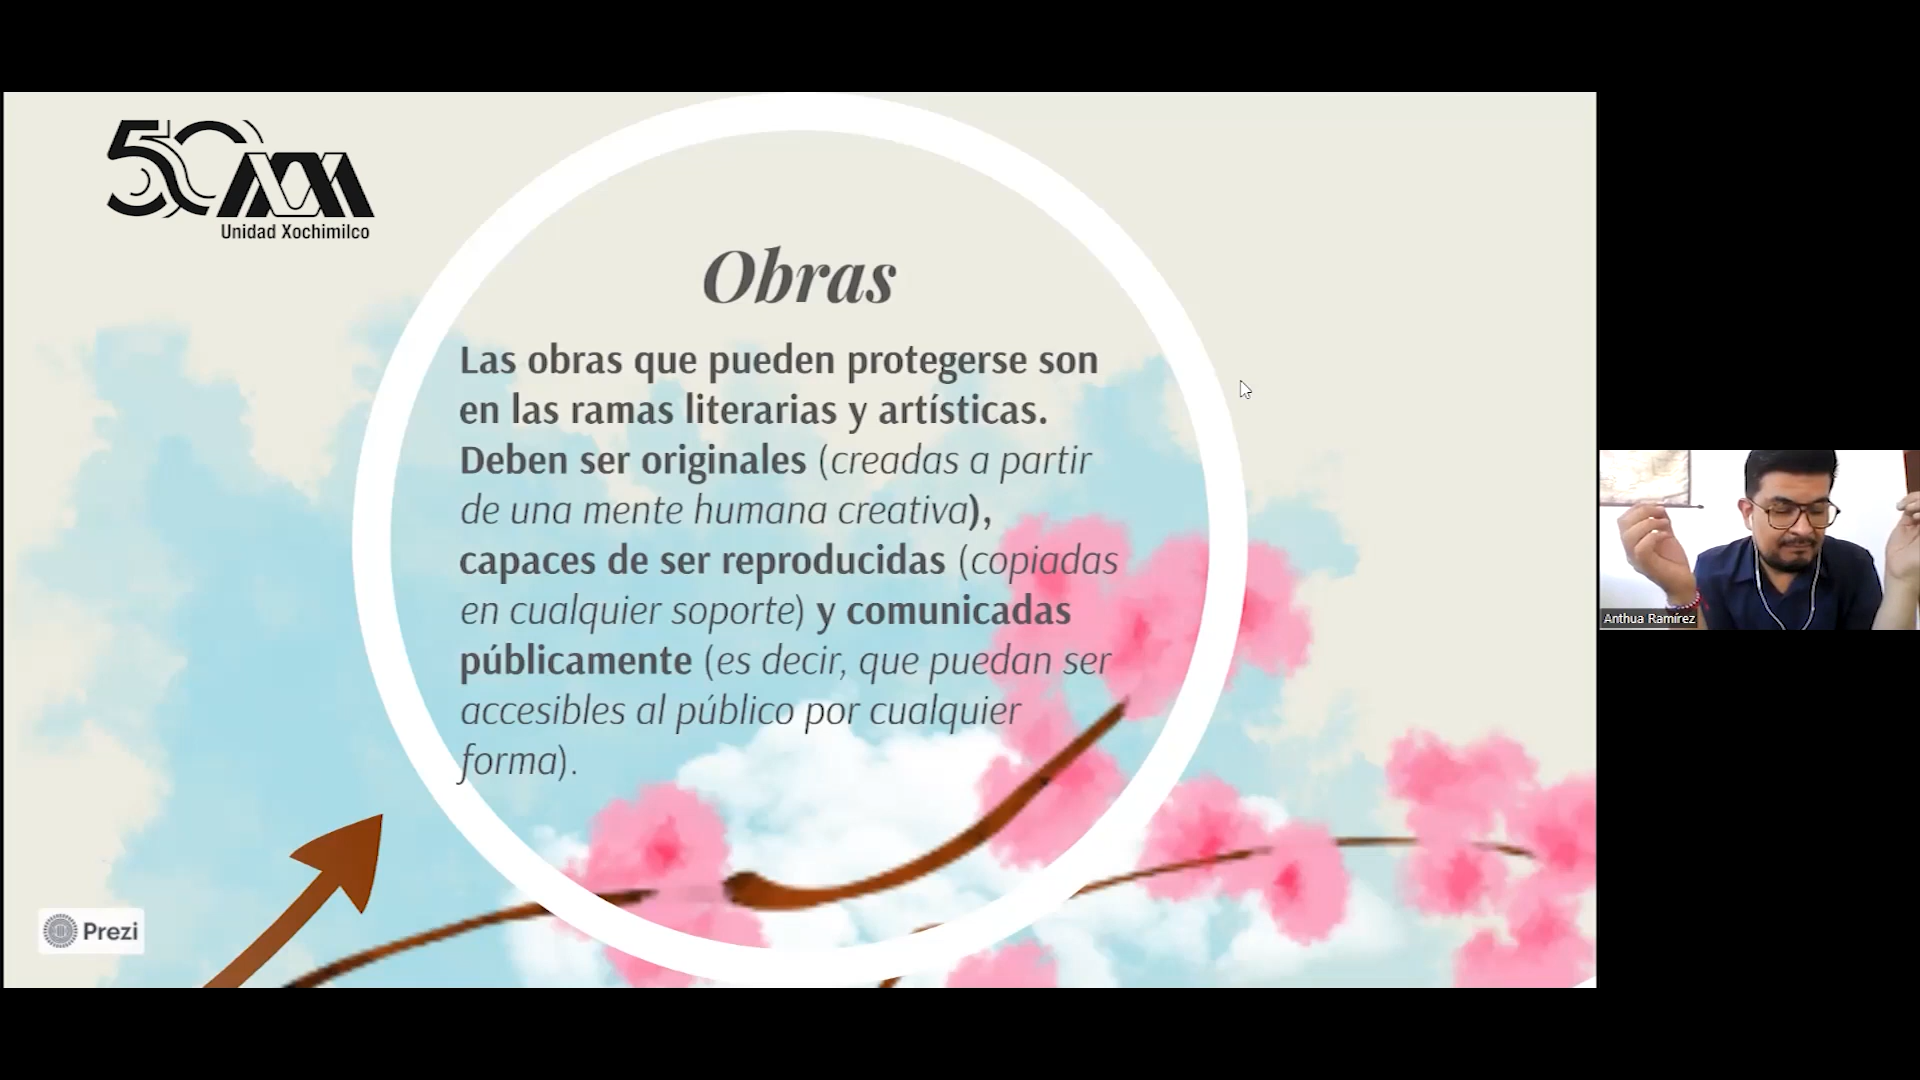 50
Unidad Xochimilco
Obras
Las obras que pueden protegerse son
en las ramas literarias y artísticas.
Deben ser originales (creadas a partir
de una mente humana creativa),
capaces de ser reproducidas (copiadas
en cualquier soporte) y comunicadas
públicamente (es decir, que puedan ser
accesibles al público por cualquier
forma).
Prezi
Anthua Ramírez